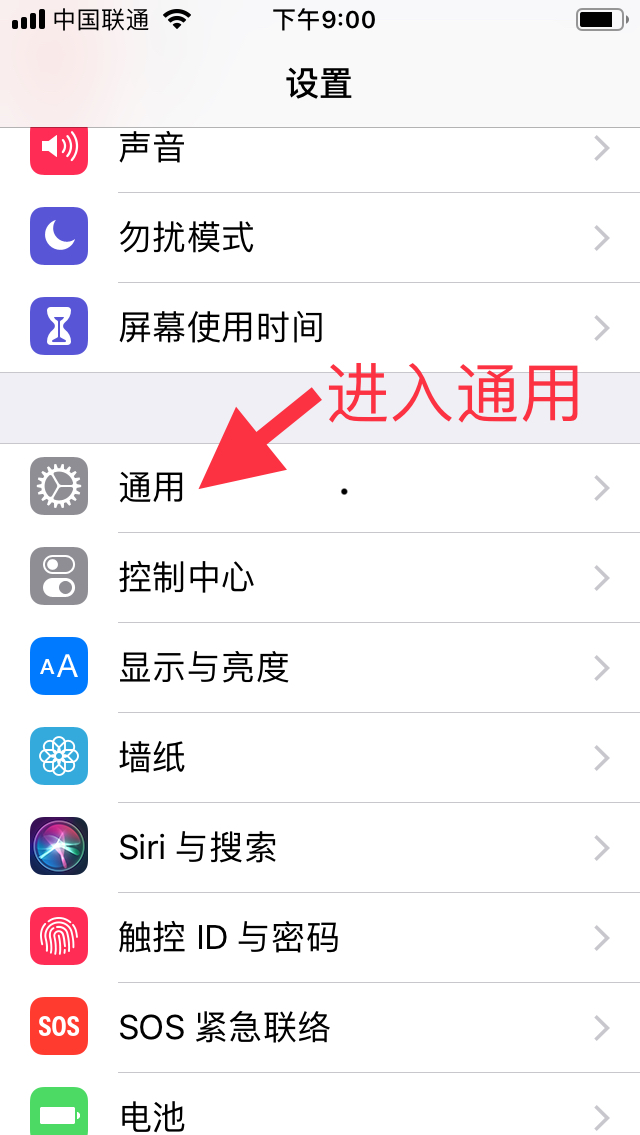 中国联通 下午9:00
设置
声音
勿扰模式
屏幕使用时间
进入通用
通用
控制中心
AA 显示与亮度
墙纸
Siri 与搜索
触控 ID 与密码
SOS SOS 紧急联络
电池